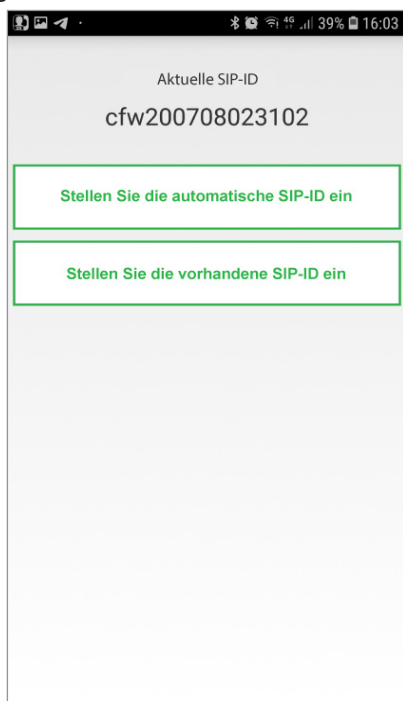 4G 39% 16:03
Aktuelle SIP-ID
cfw200708023102
Stellen Sie die automatische SIP-ID ein
Stellen Sie die vorhandene SIP-ID ein